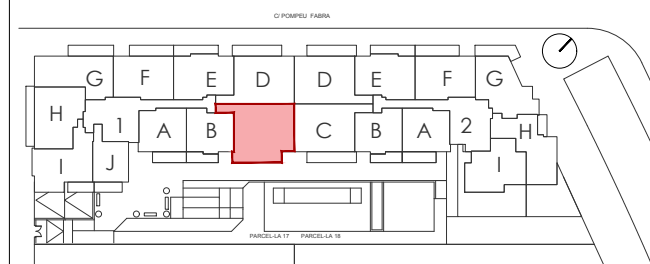 C/ POMPEU FABRA
G F E D D E F G
H 1 A B C B A 2 H
I J I
PARCEL·LA 17 PARCEL·LA 18